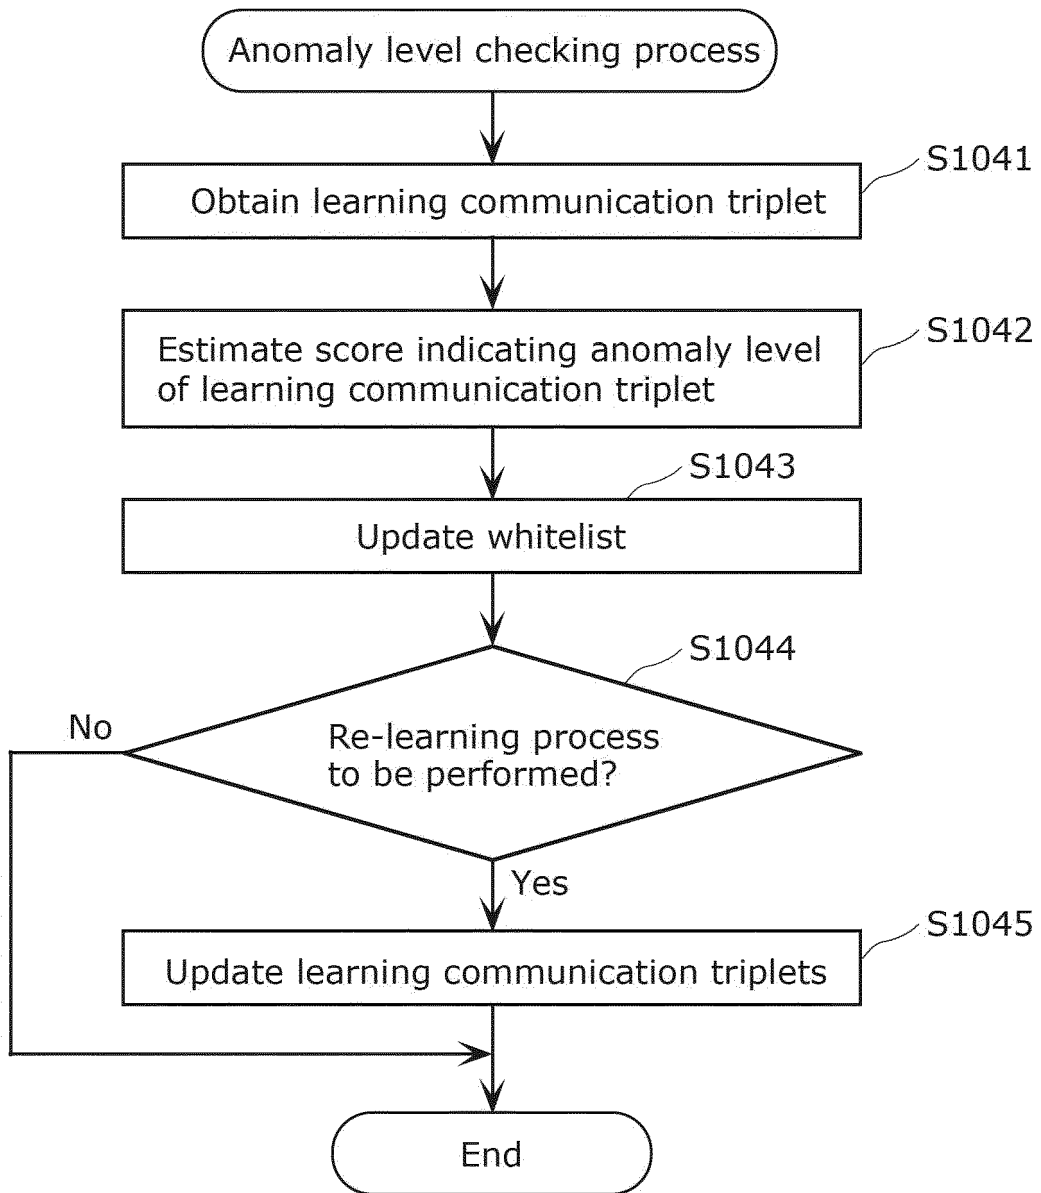 Anomaly level checking process
S1041
Obtain learning communication triplet
S1042
Estimate score indicating anomaly level
of learning communication triplet
S1043
Update whitelist
S1044
No
Re-learning process
to be performed?
Yes
S1045
Update learning communication triplets
End